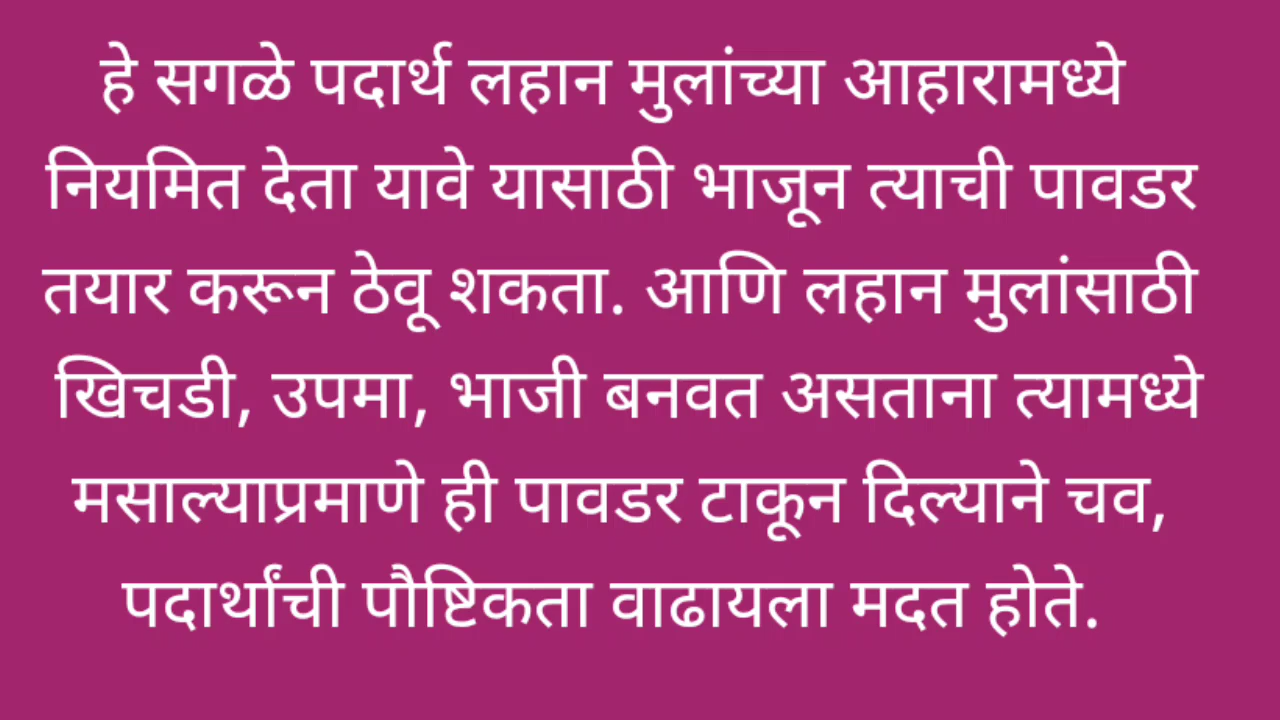 हे सगळे पदार्थ लहान मुलांच्या आहारामध्ये
नियमित देता यावे यासाठी भाजून त्याची पावडर
तयार करून ठेवू शकता. आणि लहान मुलांसाठी
खिचडी, उपमा, भाजी बनवत असताना त्यामध्ये
मसाल्याप्रमाणे ही पावडर टाकून दिल्याने चव,
पदार्थांची पौष्टिकता वाढायला मदत होते.